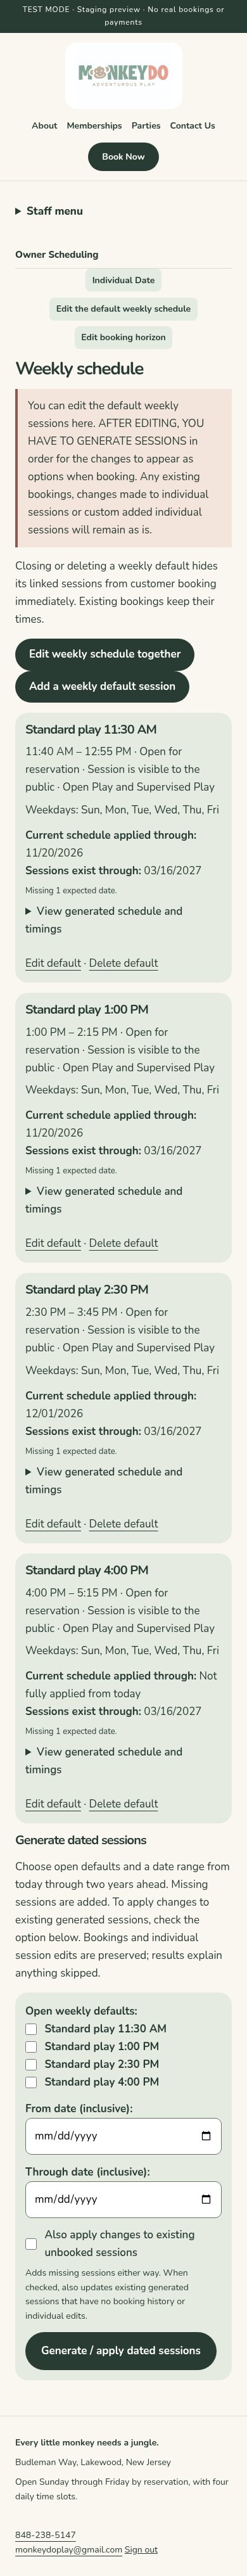 TEST MODE · Staging preview · No real bookings or
payments
MONKEYDO
About Memberships Parties Contact Us
Book Now
Staff menu
Owner Scheduling
Individual Date
Edit the default weekly schedule
Edit booking horizon
Weekly schedule
You can edit the default weekly
sessions here. AFTER EDITING, YOU
HAVE TO GENERATE SESSIONS in
order for the changes to appear as
options when booking. Any existing
bookings, changes made to individual
sessions or custom added individual
sessions will remain as is.
Closing or deleting a weekly default hides
its linked sessions from customer booking
immediately. Existing bookings keep their
times.
Edit weekly schedule together
Add a weekly default session
Standard play 11:30 AM
11:40 AM – 12:55 PM · Open for
reservation · Session is visible to the
public · Open Play and Supervised Play
Weekdays: Sun, Mon, Tue, Wed, Thu, Fri
Current schedule applied through:
11/20/2026
Sessions exist through: 03/16/2027
Missing 1 expected date.
View generated schedule and
timings
Edit default · Delete default
Standard play 1:00 PM
1:00 PM – 2:15 PM · Open for
reservation · Session is visible to the
public · Open Play and Supervised Play
Weekdays: Sun, Mon, Tue, Wed, Thu, Fri
Current schedule applied through:
11/20/2026
Sessions exist through: 03/16/2027
Missing 1 expected date.
View generated schedule and
timings
Edit default · Delete default
Standard play 2:30 PM
2:30 PM – 3:45 PM · Open for
reservation · Session is visible to the
public · Open Play and Supervised Play
Weekdays: Sun, Mon, Tue, Wed, Thu, Fri
Current schedule applied through:
12/01/2026
Sessions exist through: 03/16/2027
Missing 1 expected date.
View generated schedule and
timings
Edit default · Delete default
Standard play 4:00 PM
4:00 PM – 5:15 PM · Open for
reservation · Session is visible to the
public · Open Play and Supervised Play
Weekdays: Sun, Mon, Tue, Wed, Thu, Fri
Current schedule applied through: Not
fully applied from today
Sessions exist through: 03/16/2027
Missing 1 expected date.
View generated schedule and
timings
Edit default · Delete default
Generate dated sessions
Choose open defaults and a date range from
today through two years ahead. Missing
sessions are added. To apply changes to
existing generated sessions, check the
option below. Bookings and individual
session edits are preserved; results explain
anything skipped.
Open weekly defaults:
Standard play 11:30 AM
Standard play 1:00 PM
Standard play 2:30 PM
Standard play 4:00 PM
From date (inclusive):
mm/dd/yyyy
Through date (inclusive):
mm/dd/yyyy
Also apply changes to existing
unbooked sessions
Adds missing sessions either way. When
checked, also updates existing generated
sessions that have no booking history or
individual edits.
Generate / apply dated sessions
Every little monkey needs a jungle.
Budleman Way, Lakewood, New Jersey
Open Sunday through Friday by reservation, with four
daily time slots.
848-238-5147
monkeydoplay@gmail.com Sign out